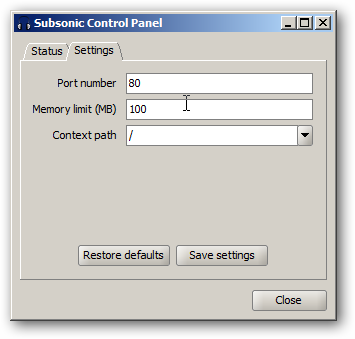 Subsonic Control Panel
Status Settings
Port number 80
Memory limit (MB) 100
Context path /
Restore defaults Save settings
Close